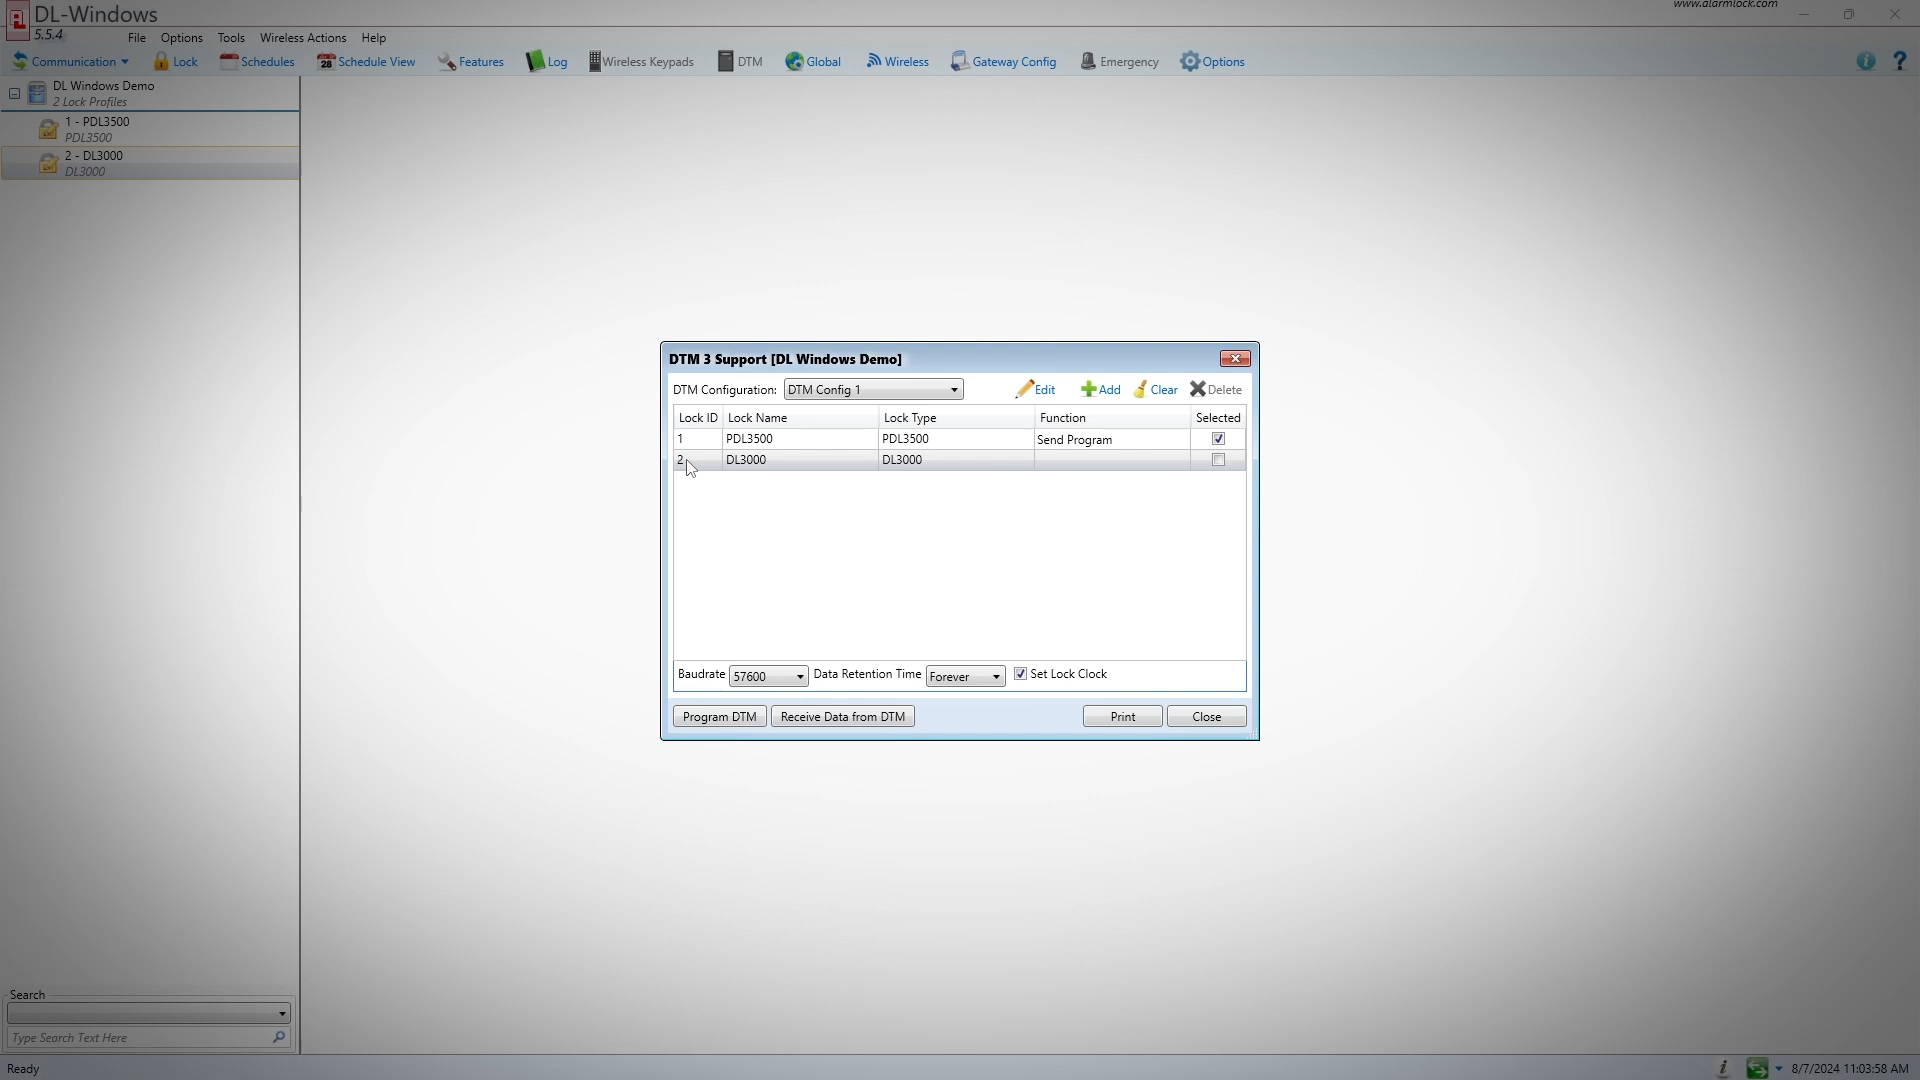 DL-Windows
5.5.4
www.alarmlock.com
File Options Tools Wireless Actions Help
Communication Lock Schedules 28 Schedule View Features Log Wireless Keypads DTM Global Wireless Gateway Config Emergency Options
DL Windows Demo
2 Lock Profiles
1 - PDL3500
PDL3500
2 - DL3000
DL3000
DTM 3 Support [DL Windows Demo]
DTM Configuration: DTM Config 1 Edit Add Clear Delete
Lock ID Lock Name Lock Type Function Selected
1 PDL3500 PDL3500 Send Program
2 DL3000 DL3000
Baudrate 57600 Data Retention Time Forever Set Lock Clock
Program DTM Receive Data from DTM Print Close
Search
Type Search Text Here
Ready 8/7/2024 11:03:58 AM